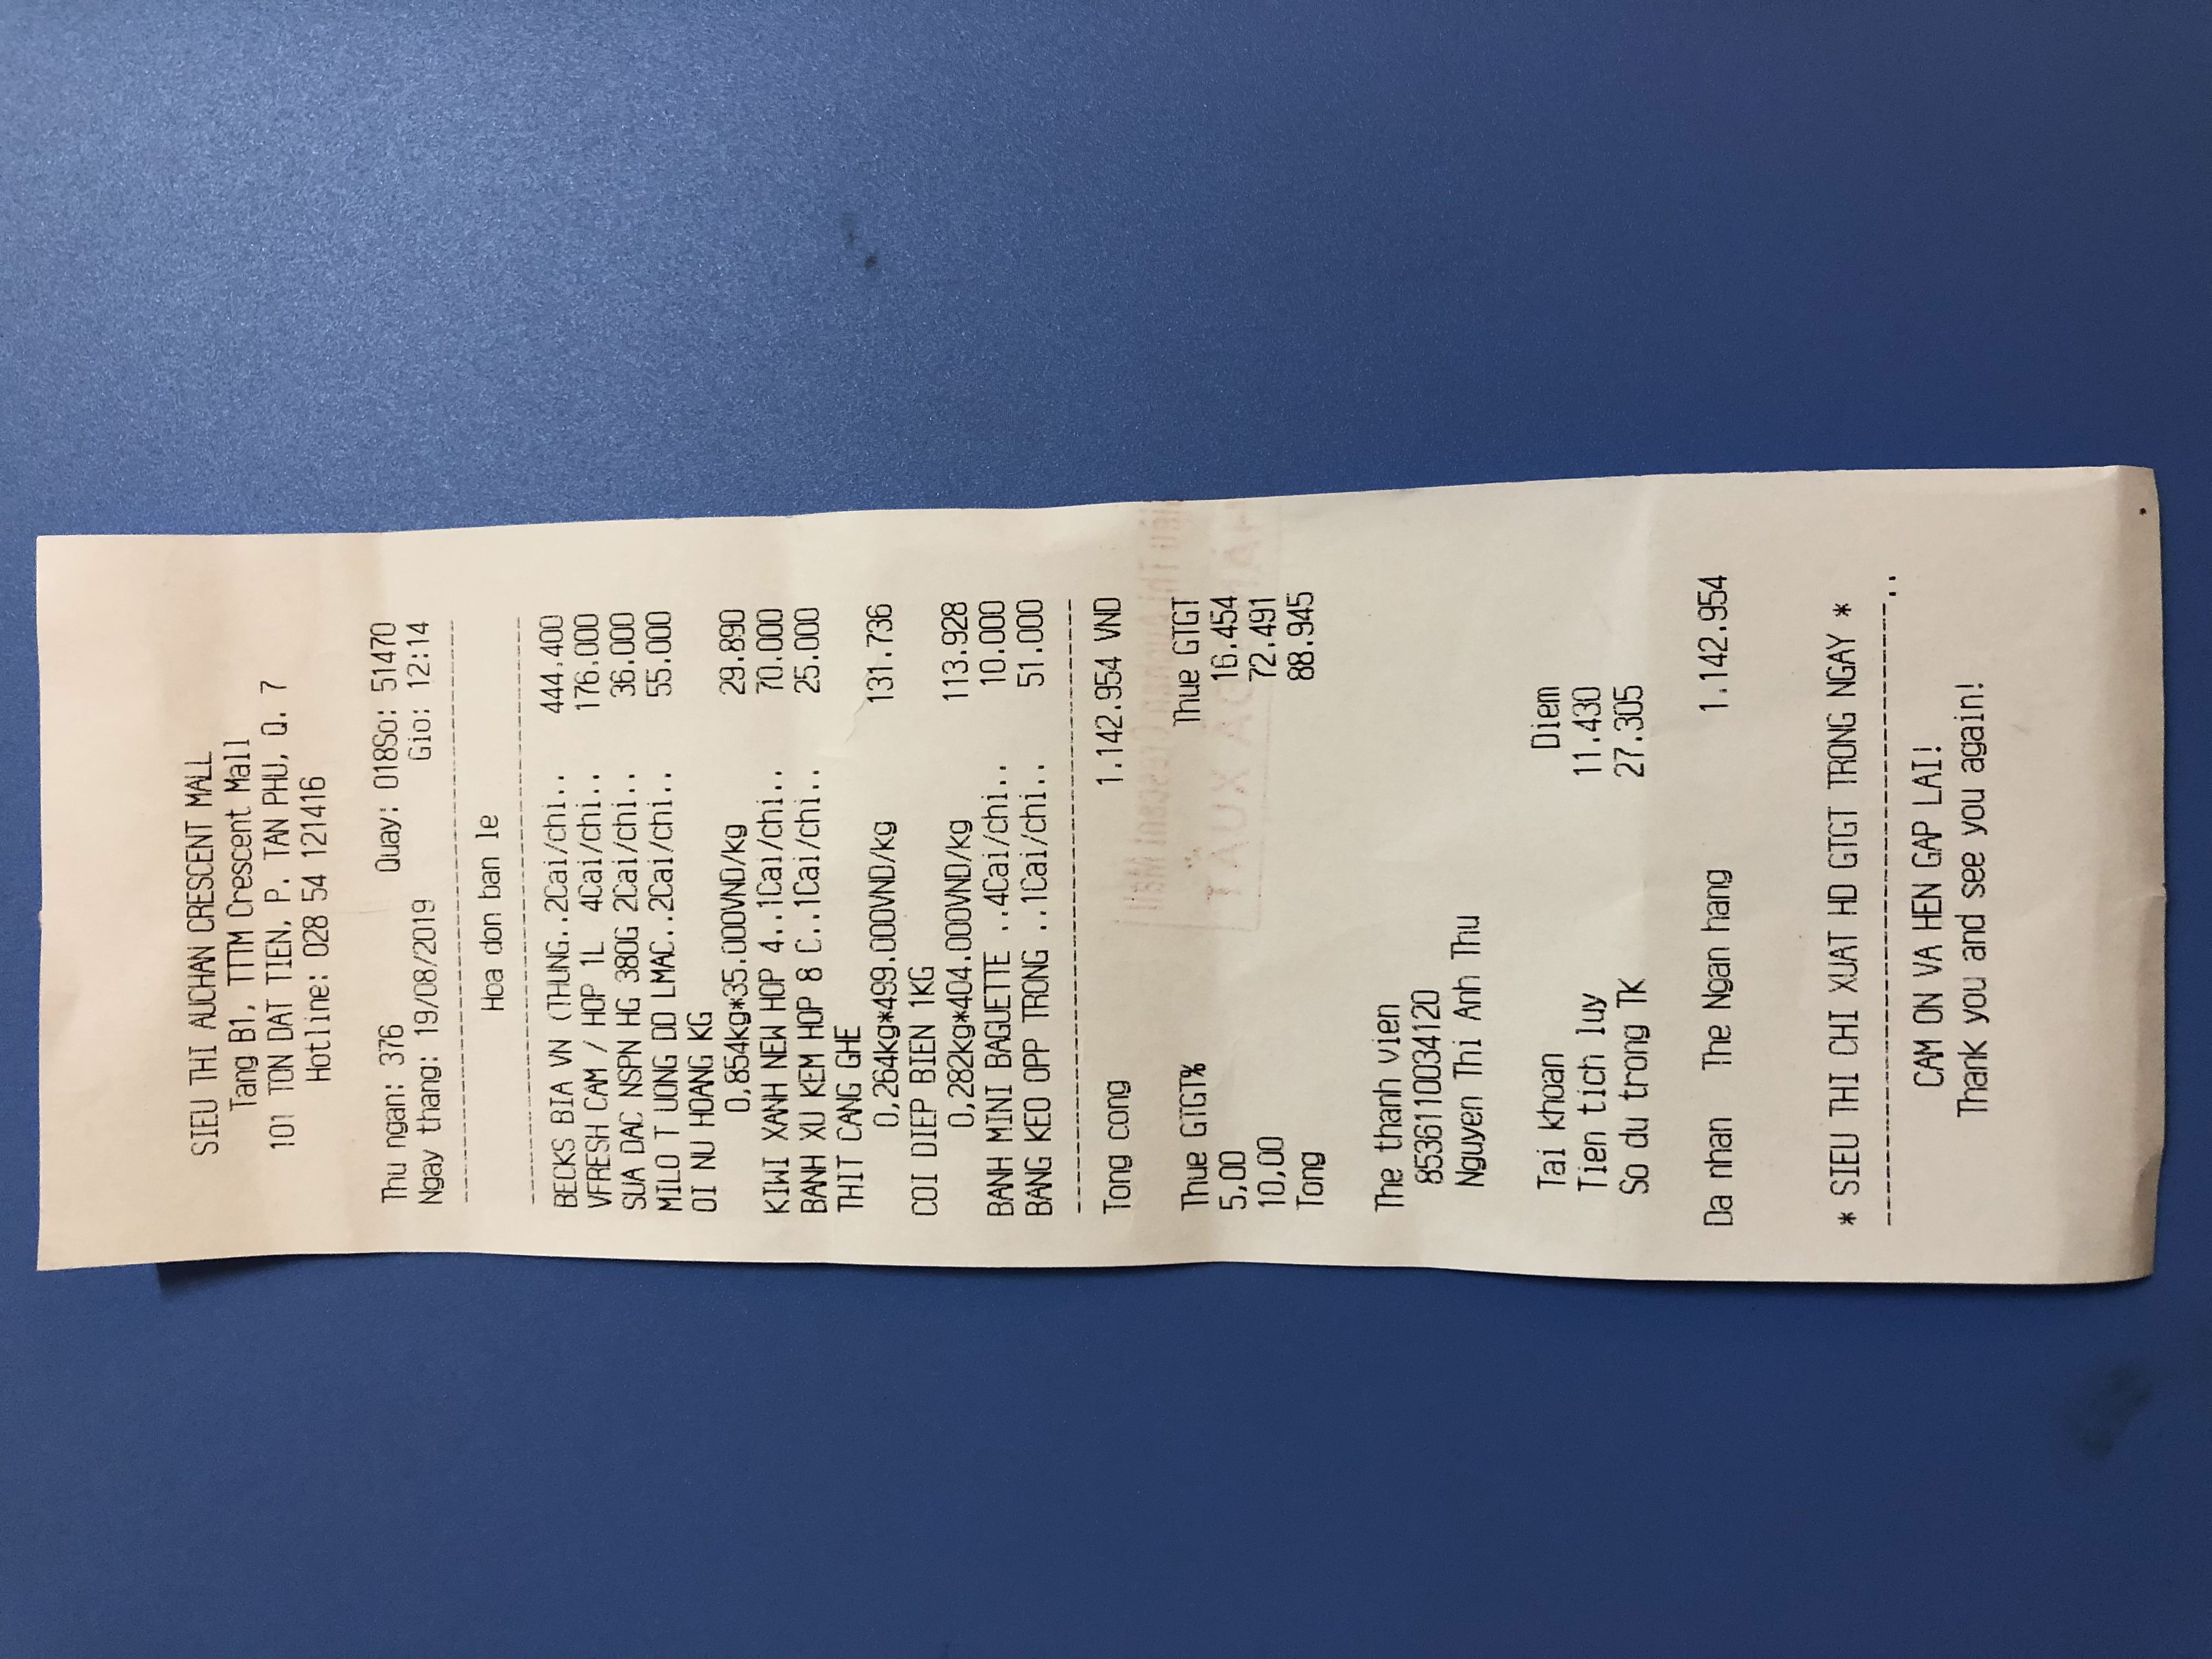 SIEU THI AUCHAN CRESCENT MALL
Tang B1, TTTM Crescent Mall
101 TON DAT TIEN, P. TAN PHU, Q. 7
Hotline: 028 54 121416
Thu ngan: 376 Quay: 018So: 51470
Ngay thang: 19/08/2019 Gio: 12:14
Hoa don ban le
BECKS BIA VN (THUNG..2Cai/chi.. 444.400
VFRESH CAM / HOP 1L 4Cai/chi.. 176.000
SUA DAC NSPN HG 380G 2Cai/chi.. 36.000
MILO T UONG DD LMAC..2Cai/chi.. 55.000
OI NU HOANG KG
0,854kg*35.000VND/kg 29.890
KIWI XANH NEW HOP 4..1Cai/chi.. 70.000
BANH XU KEM HOP 8 C..1Cai/chi.. 25.000
THIT CANG GHE
0,264kg*499.000VND/kg 131.736
COI DIEP BIEN 1KG
0,282kg*404.000VND/kg 113.928
BANH MINI BAGUETTE ..4Cai/chi.. 10.000
BANG KEO OPP TRONG ..1Cai/chi.. 51.000
Tong cong 1.142.954 VND
Thue GTGT% Thue GTGT
5,00 16.454
10,00 72.491
Tong 88.945
The thanh vien
8536110034120
Nguyen Thi Anh Thu
Tai khoan Diem
Tien tich luy 11.430
So du trong TK 27.305
Da nhan The Ngan hang 1.142.954
* SIEU THI CHI XUAT HD GTGT TRONG NGAY *
CAM ON VA HEN GAP LAI!
Thank you and see you again!